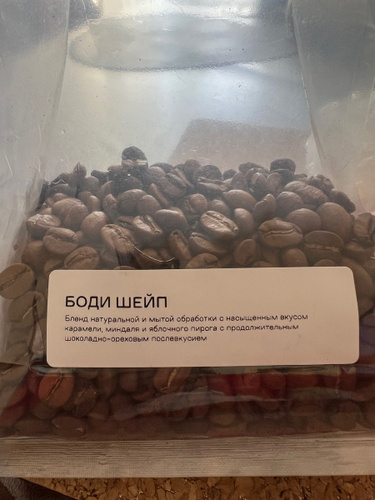 БОДИ ШЕЙП
Бленд натуральной и мытой обработки с насыщенным вкусом
карамели, миндаля и яблочного пирога с продолжительным
шоколадно-ореховым послевкусием